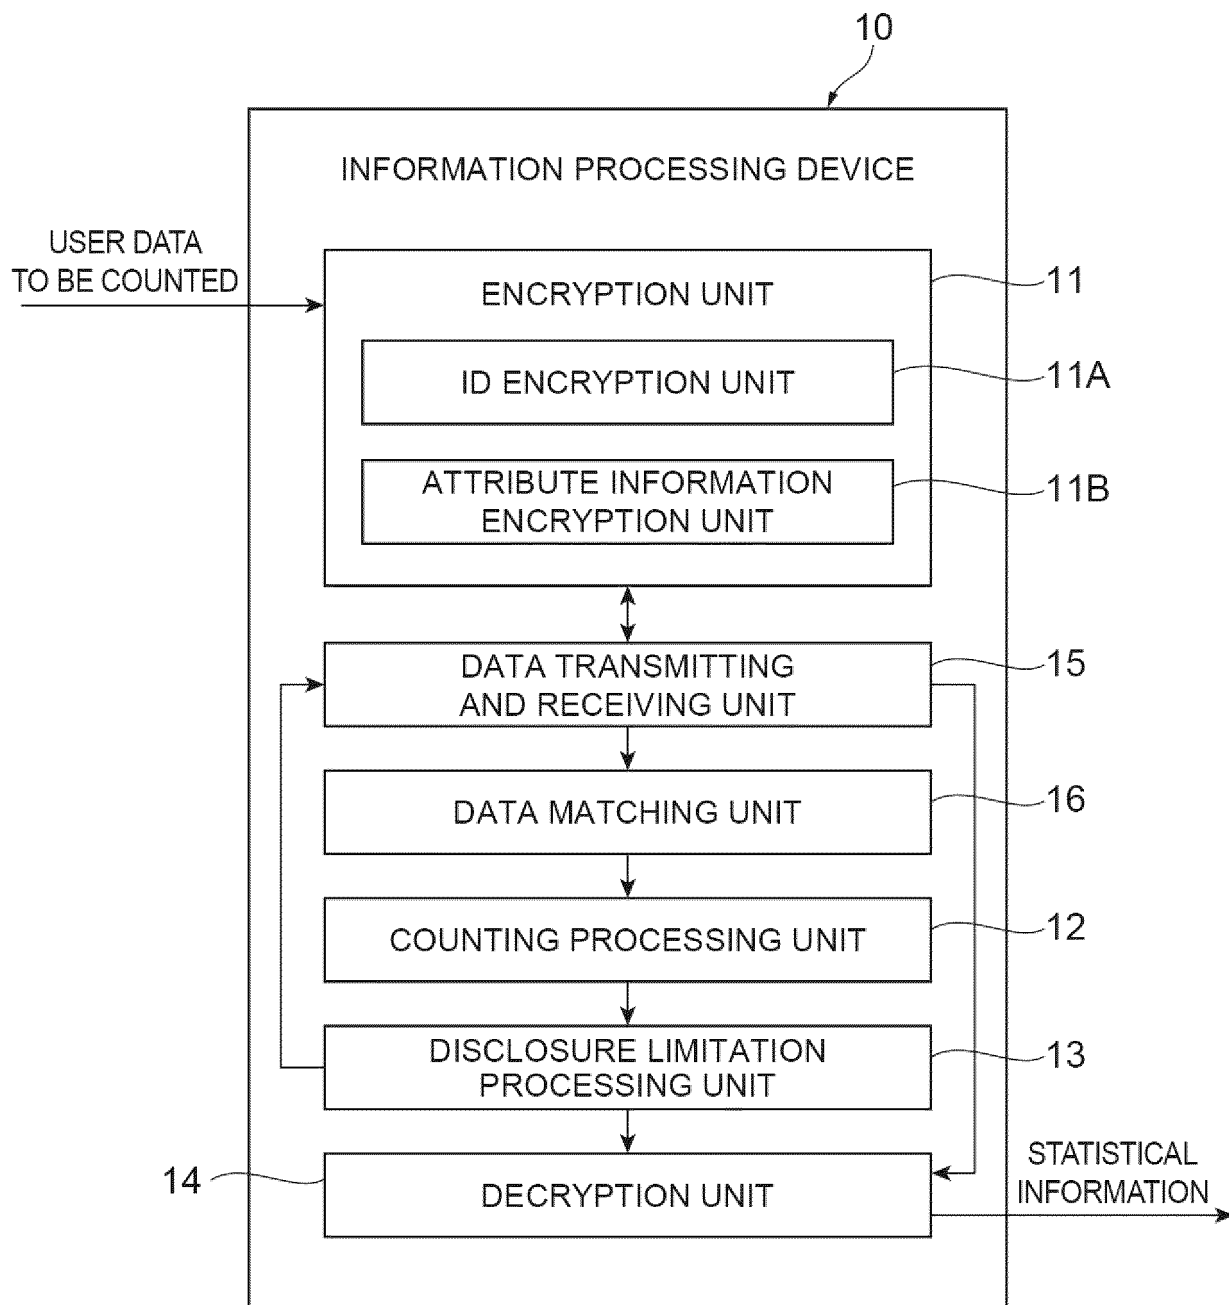 10
INFORMATION PROCESSING DEVICE
USER DATA
TO BE COUNTED
ENCRYPTION UNIT
11
ID ENCRYPTION UNIT
11A
ATTRIBUTE INFORMATION
ENCRYPTION UNIT
11B
DATA TRANSMITTING
AND RECEIVING UNIT
15
DATA MATCHING UNIT
16
COUNTING PROCESSING UNIT
12
DISCLOSURE LIMITATION
PROCESSING UNIT
13
14
DECRYPTION UNIT
STATISTICAL
INFORMATION